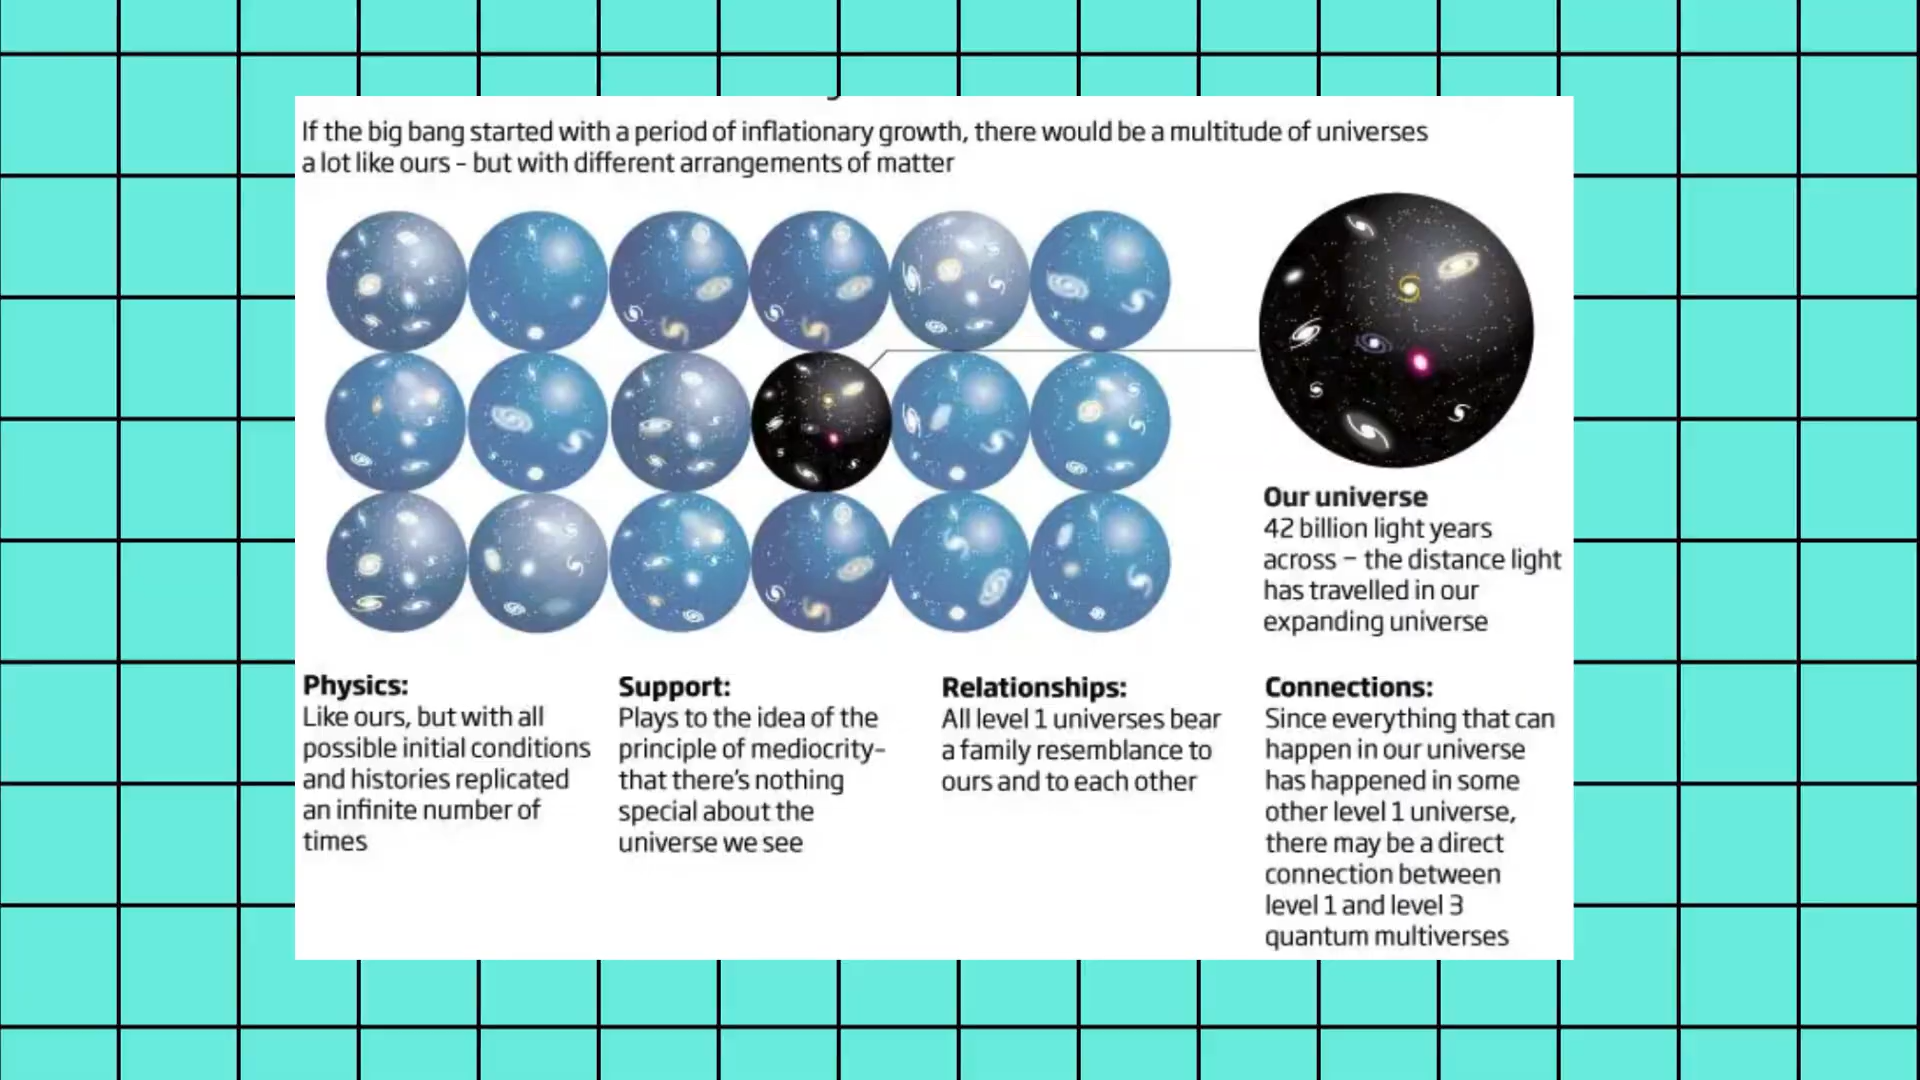 If the big bang started with a period of inflationary growth, there would be a multitude of universes
a lot like ours – but with different arrangements of matter
Our universe
42 billion light years
across – the distance light
has travelled in our
expanding universe
Physics:
Like ours, but with all
possible initial conditions
and histories replicated
an infinite number of
times
Support:
Plays to the idea of the
principle of mediocrity–
that there's nothing
special about the
universe we see
Relationships:
All level 1 universes bear
a family resemblance to
ours and to each other
Connections:
Since everything that can
happen in our universe
has happened in some
other level 1 universe,
there may be a direct
connection between
level 1 and level 3
quantum multiverses